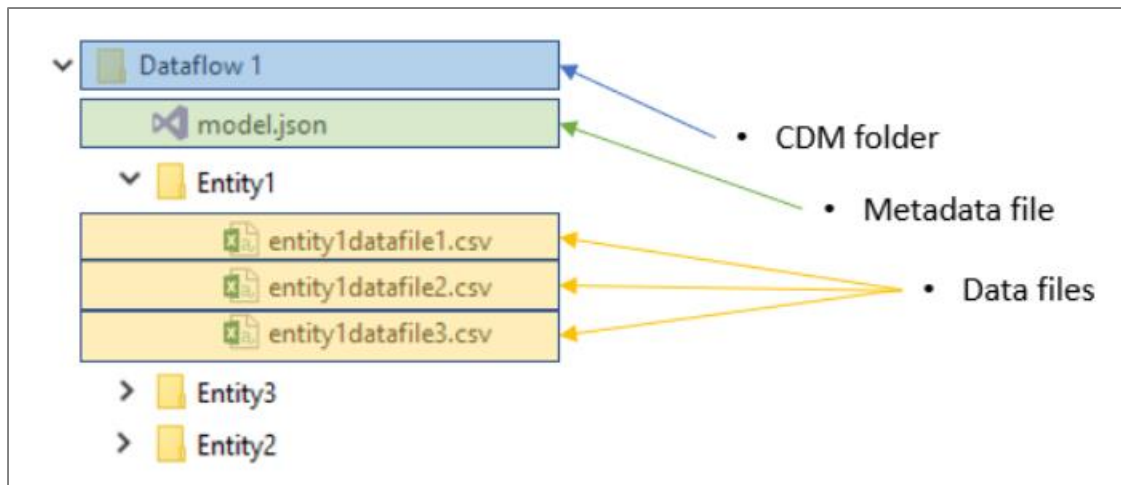 Dataflow 1
model.json
• CDM folder
Entity1
• Metadata file
entity1datafile1.csv
entity1datafile2.csv
• Data files
entity1datafile3.csv
Entity3
Entity2